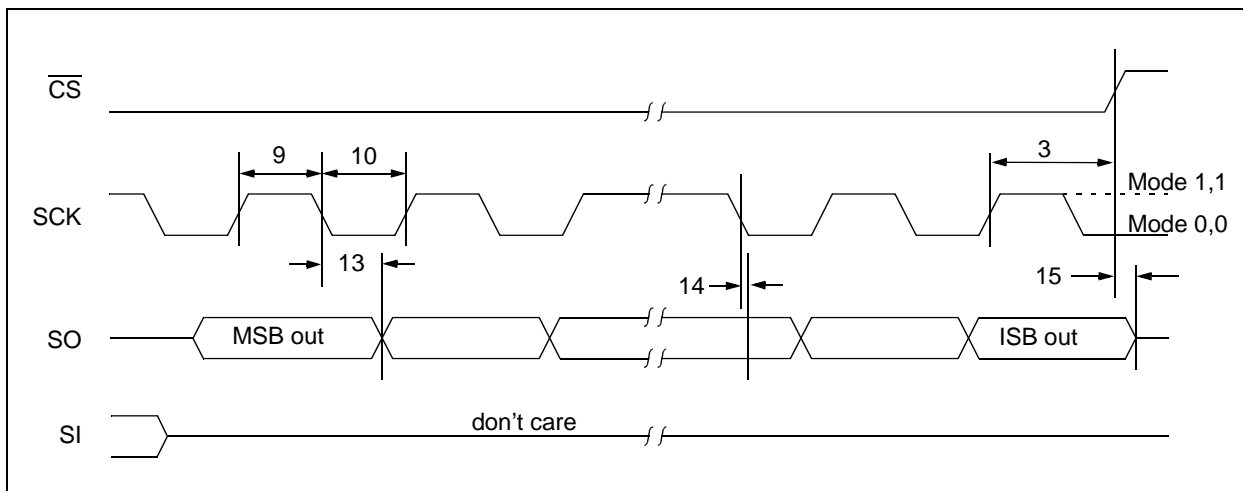 CS
9
10
3
SCK
Mode 1,1
Mode 0,0
13
14
15
SO
MSB out
ISB out
SI
don't care